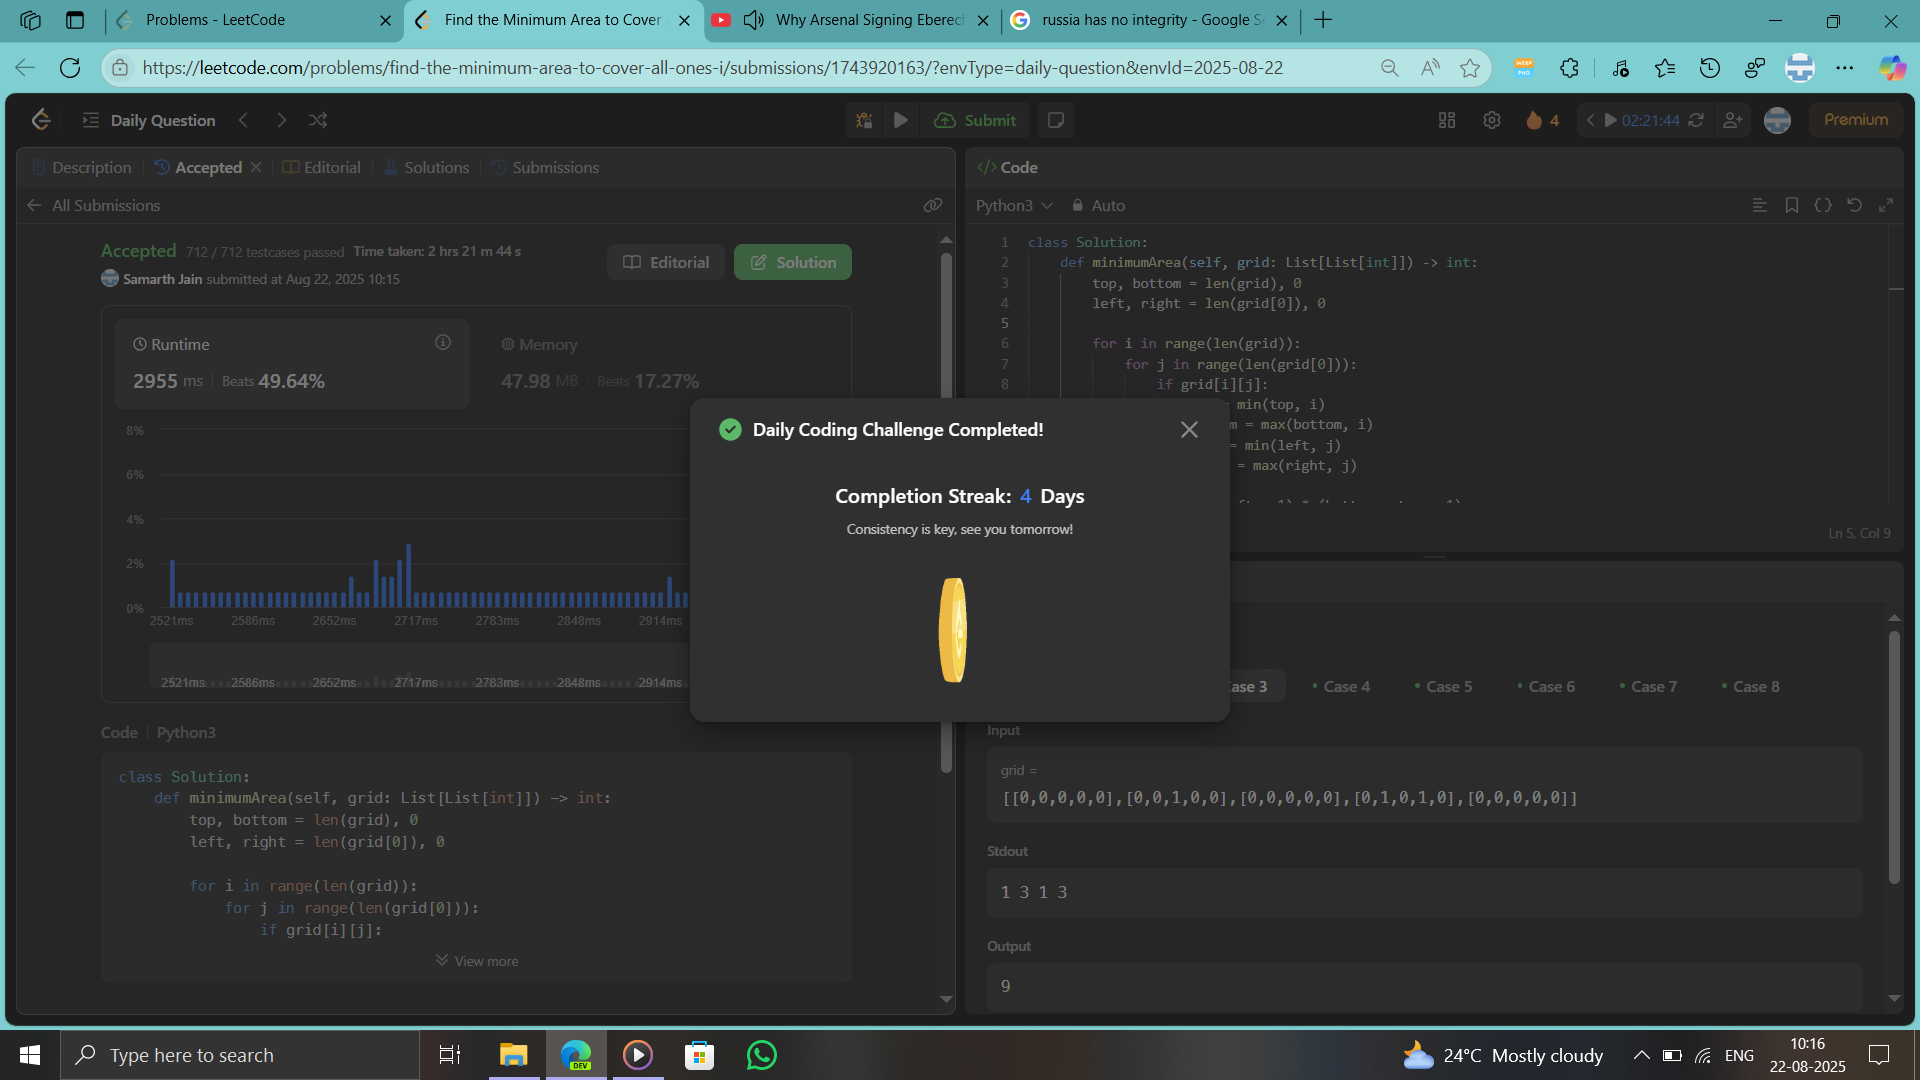 Problems - LeetCode
Find the Minimum Area to Cover
Why Arsenal Signing Eberech
russia has no integrity - Google S
https://leetcode.com/problems/find-the-minimum-area-to-cover-all-ones-i/submissions/1743920163/?envType=daily-question&envId=2025-08-22
Daily Question
Submit
4
02:21:44
Premium
Description
Accepted
Editorial
Solutions
Submissions
All Submissions
Accepted 712 / 712 testcases passed Time taken: 2 hrs 21 m 44 s
Samarth Jain submitted at Aug 22, 2025 10:15
Editorial
Solution
Runtime
2955 ms Beats 49.64%
Memory
47.98 MB Beats 17.27%
8%
6%
4%
2%
0%
2521ms 2586ms 2652ms 2717ms 2783ms 2848ms 2914ms
2521ms 2586ms 2652ms 2717ms 2783ms 2848ms 2914ms
Code Python3
class Solution:
def minimumArea(self, grid: List[List[int]]) -> int:
top, bottom = len(grid), 0
left, right = len(grid[0]), 0
for i in range(len(grid)):
for j in range(len(grid[0])):
if grid[i][j]:
View more
</> Code
Python3 Auto
1 class Solution:
2 def minimumArea(self, grid: List[List[int]]) -> int:
3 top, bottom = len(grid), 0
4 left, right = len(grid[0]), 0
5
6 for i in range(len(grid)):
7 for j in range(len(grid[0])):
8 if grid[i][j]:
= min(top, i)
m = max(bottom, i)
= min(left, j)
= max(right, j)
Ln 5, Col 9
Daily Coding Challenge Completed!
Completion Streak: 4 Days
Consistency is key, see you tomorrow!
ase 3
Case 4
Case 5
Case 6
Case 7
Case 8
Input
grid =
[[0,0,0,0,0],[0,0,1,0,0],[0,0,0,0,0],[0,1,0,1,0],[0,0,0,0,0]]
Stdout
1 3 1 3
Output
9
Type here to search
DEV
24°C Mostly cloudy
ENG
10:16
22-08-2025